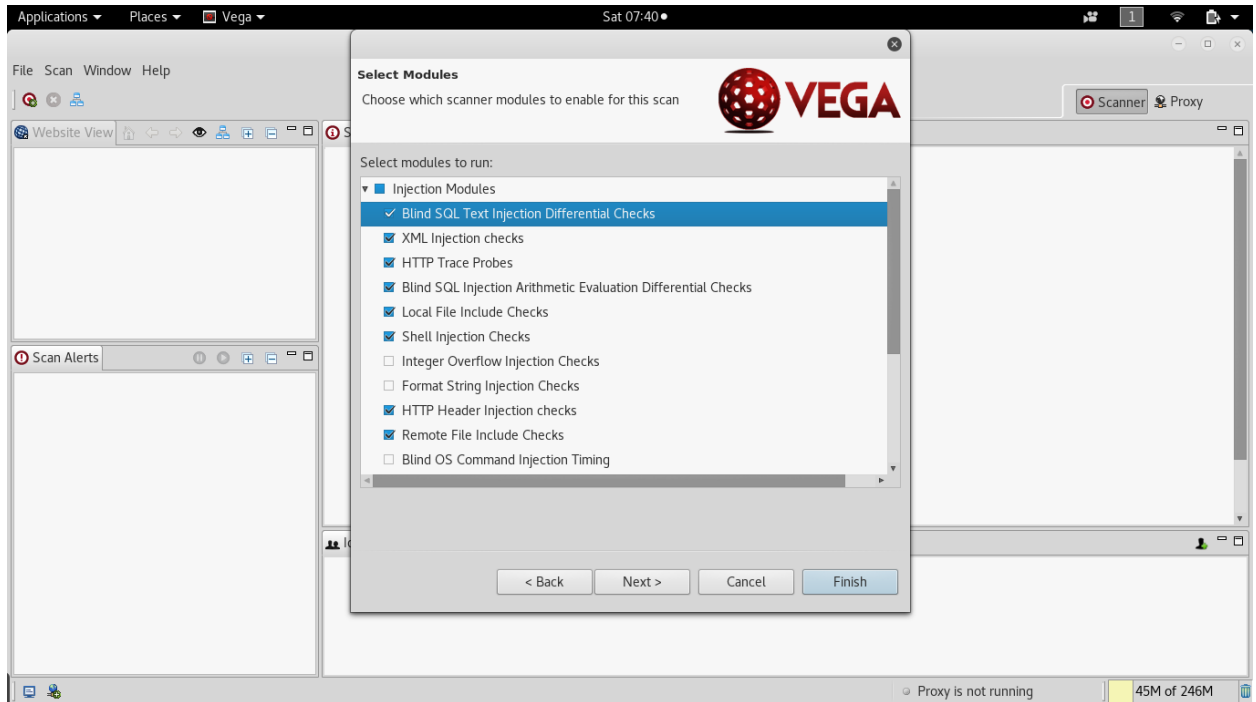 Applications Places Vega Sat 07:40 1
File Scan Window Help
Scanner Proxy
Website View
S
Select Modules
Choose which scanner modules to enable for this scan
VEGA
Select modules to run:
Injection Modules
Blind SQL Text Injection Differential Checks
XML Injection checks
HTTP Trace Probes
Blind SQL Injection Arithmetic Evaluation Differential Checks
Local File Include Checks
Shell Injection Checks
Integer Overflow Injection Checks
Format String Injection Checks
HTTP Header Injection checks
Remote File Include Checks
Blind OS Command Injection Timing
Scan Alerts
Id
< Back Next > Cancel Finish
Proxy is not running 45M of 246M